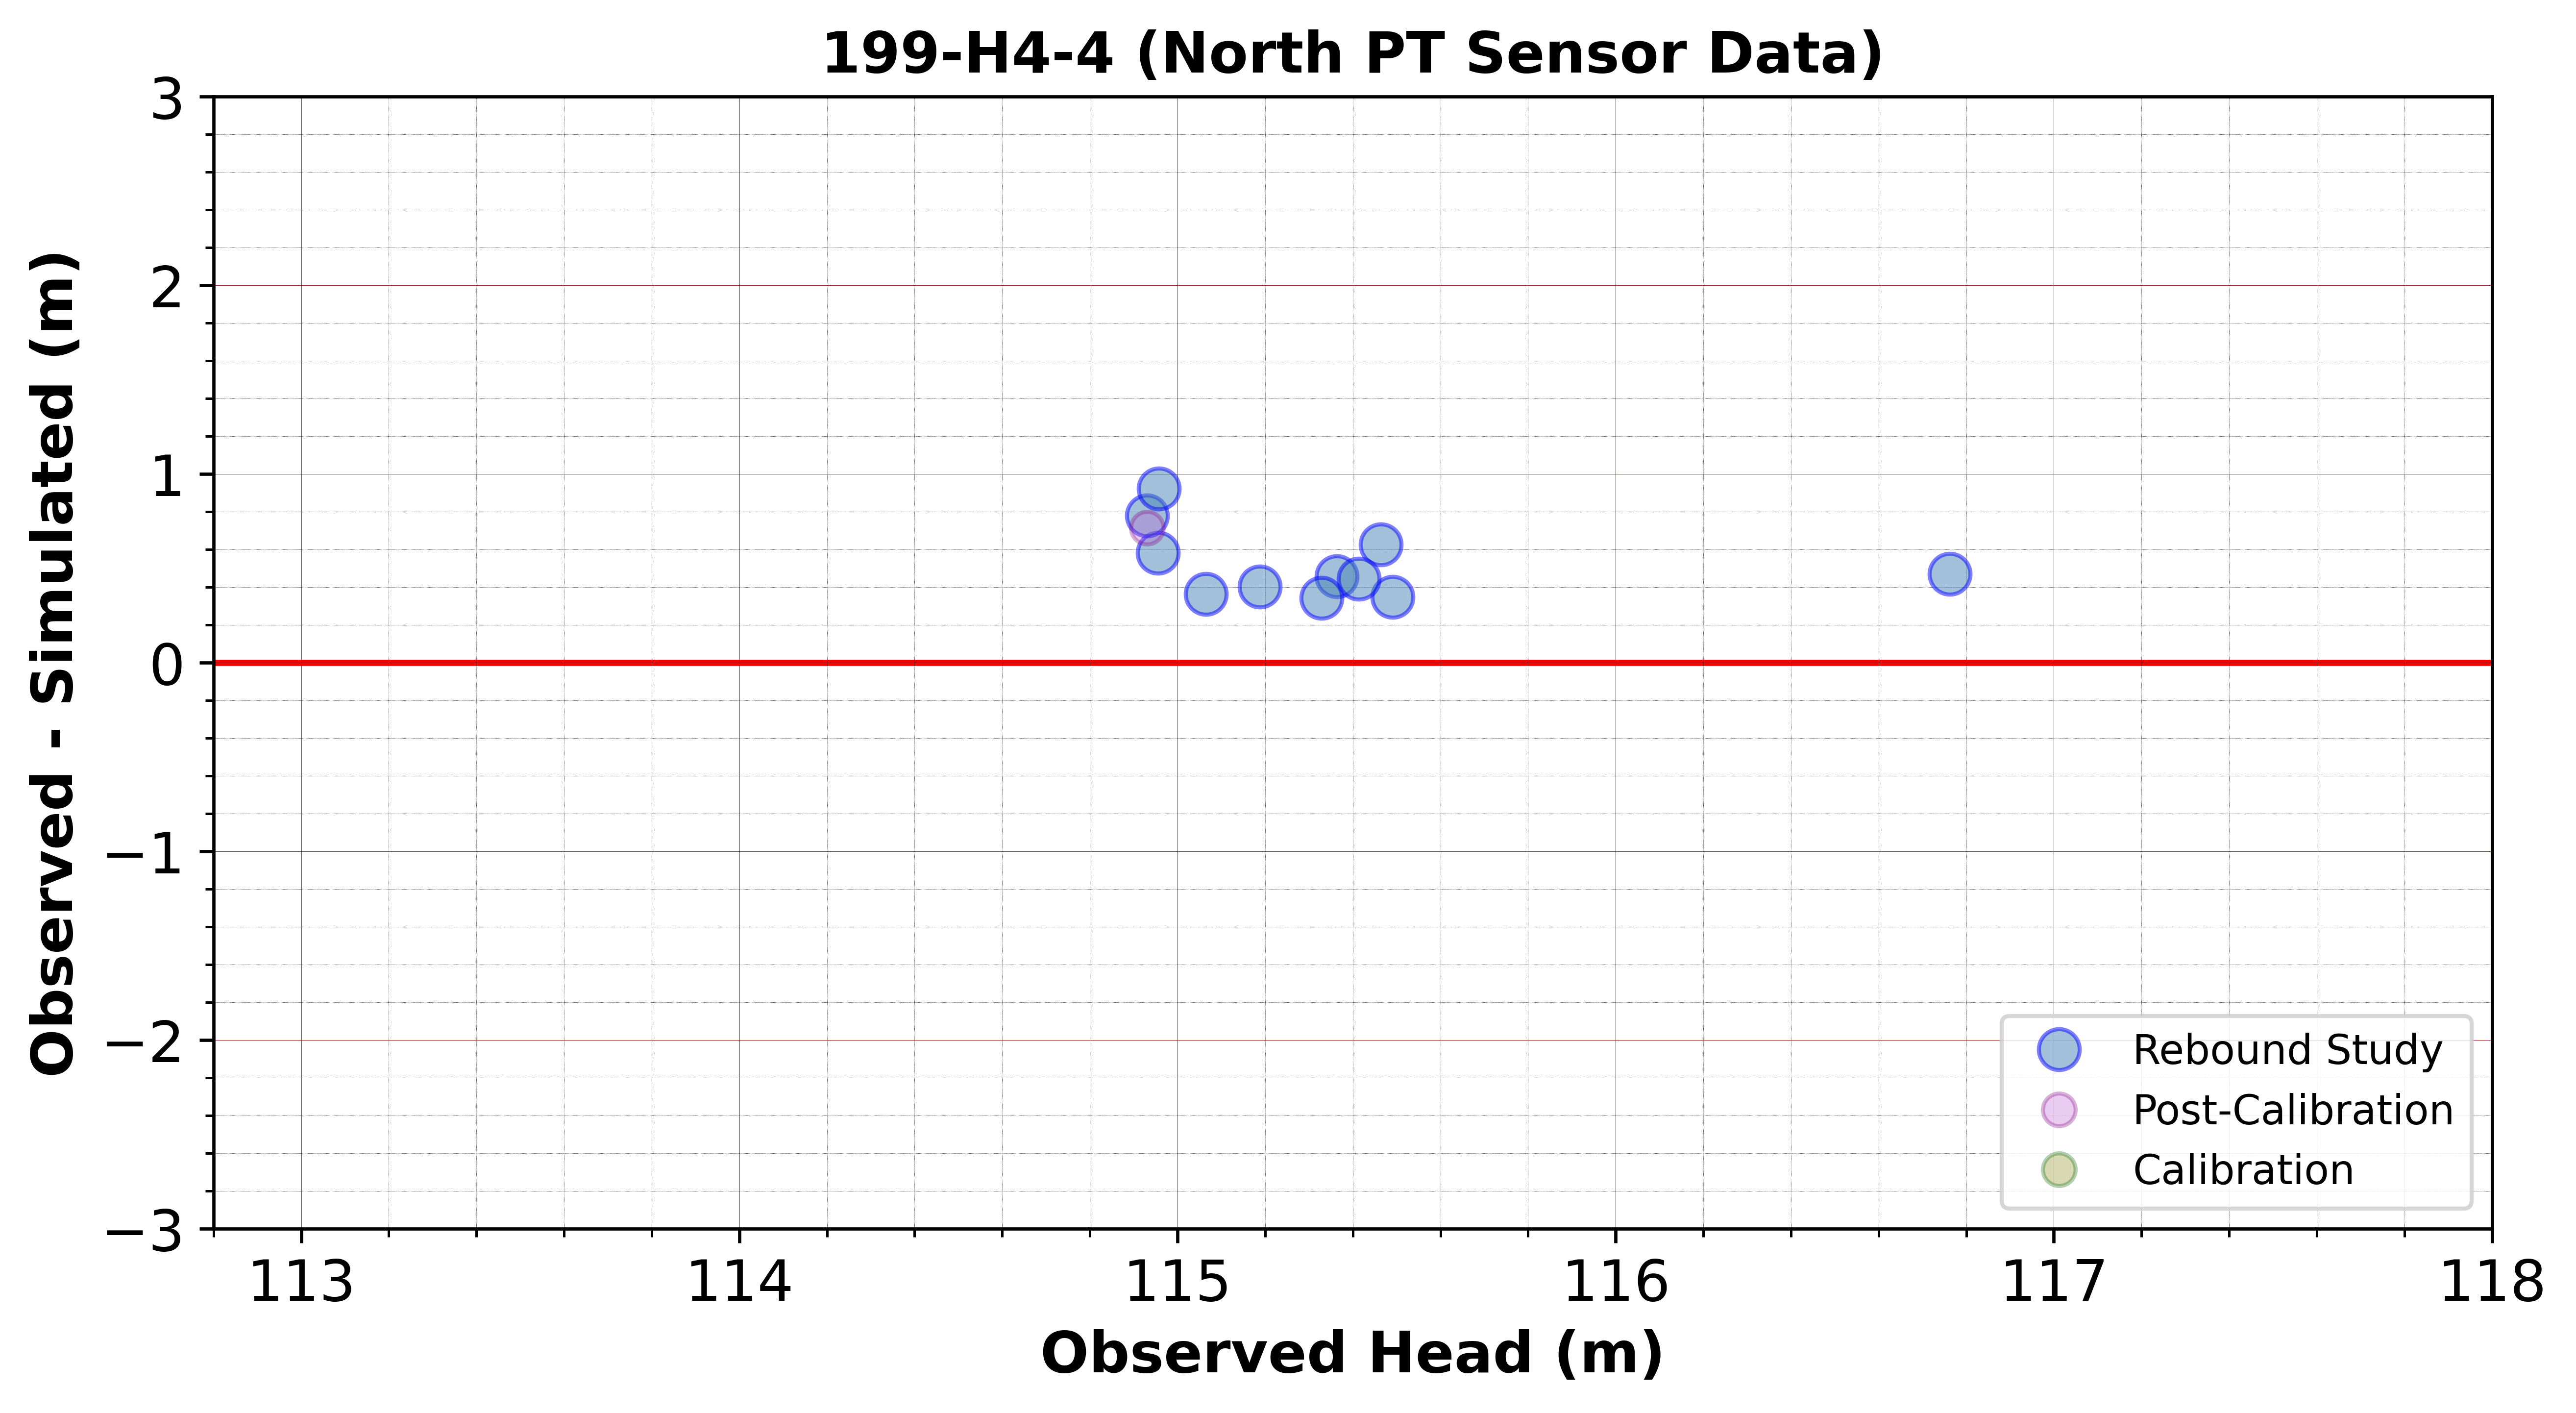 199-H4-4 (North PT Sensor Data)
Observed - Simulated (m)
3
2
1
0
−1
−2
−3
Rebound Study
Post-Calibration
Calibration
113 114 115 116 117 118
Observed Head (m)